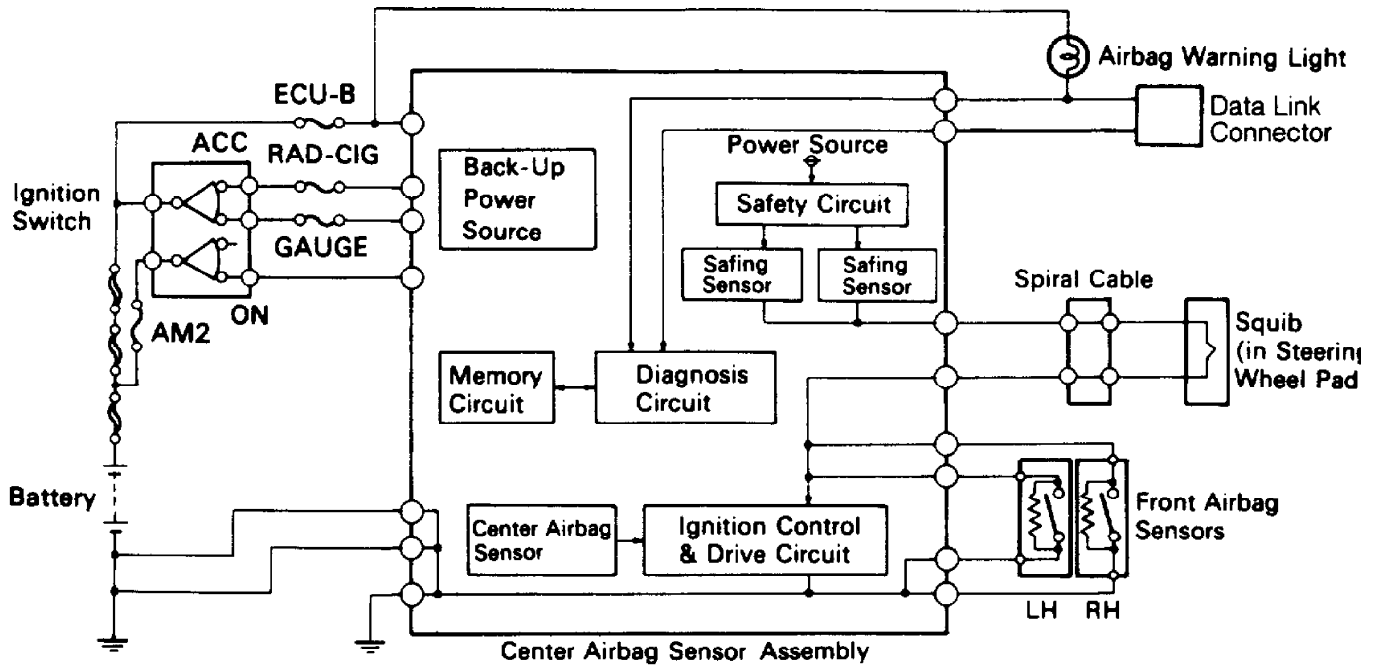 Airbag Warning Light
ECU-B
Data Link
Connector
ACC
RAD-CIG
Power Source
Back-Up
Power
Source
Ignition
Switch
Safety Circuit
GAUGE
Safing
Sensor
Safing
Sensor
Spiral Cable
ON
AM2
Squib
(in Steering
Wheel Pad
Memory
Circuit
Diagnosis
Circuit
Battery
Center Airbag
Sensor
Ignition Control
& Drive Circuit
Front Airbag
Sensors
LH
RH
Center Airbag Sensor Assembly